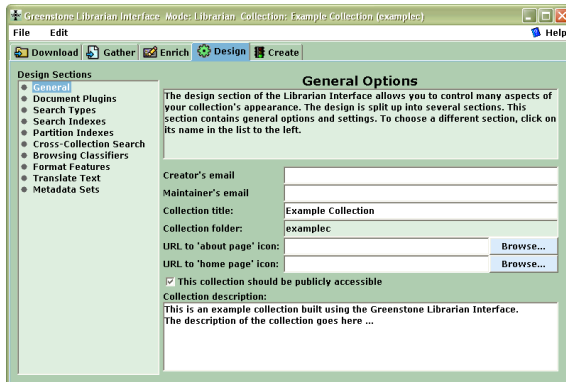 Greenstone Librarian Interface  Mode: Librarian  Collection: Example Collection (examplec)
File Edit Help
Download Gather Enrich Design Create
Design Sections
General
Document Plugins
Search Types
Search Indexes
Partition Indexes
Cross-Collection Search
Browsing Classifiers
Format Features
Translate Text
Metadata Sets
General Options
The design section of the Librarian Interface allows you to control many aspects of
your collection's appearance. The design is split up into several sections. This
section contains general options and settings. To choose a different section, click on
its name in the list to the left.
Creator's email
Maintainer's email
Collection title: Example Collection
Collection folder: examplec
URL to 'about page' icon: Browse...
URL to 'home page' icon: Browse...
This collection should be publicly accessible
Collection description:
This is an example collection built using the Greenstone Librarian Interface.
The description of the collection goes here ...